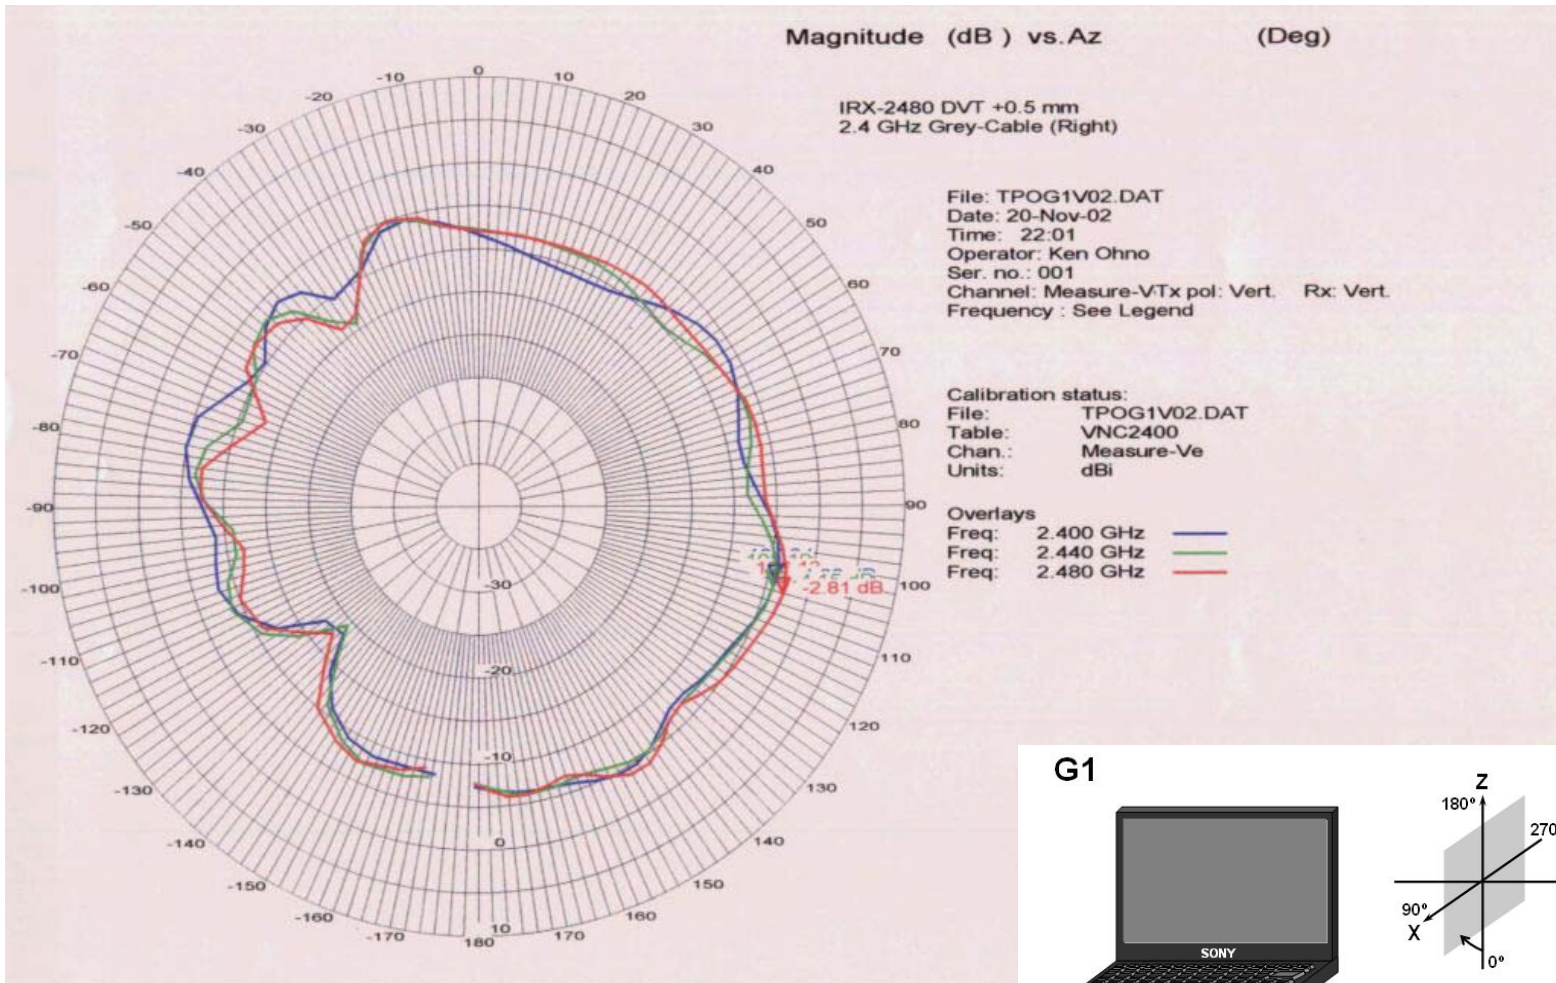 Magnitude (dB ) vs.Az (Deg)
IRX-2480 DVT +0.5 mm
2.4 GHz Grey-Cable (Right)
File: TPOG1V02.DAT
Date: 20-Nov-02
Time: 22:01
Operator: Ken Ohno
Ser. no.: 001
Channel: Measure-VTx pol: Vert. Rx: Vert.
Frequency : See Legend
Calibration status:
File: TPOG1V02.DAT
Table: VNC2400
Chan.: Measure-Ve
Units: dBi
Overlays
Freq: 2.400 GHz
Freq: 2.440 GHz
Freq: 2.480 GHz
0
-10 10
-20 20
-30 30
-40 40
-50 50
-60 60
-70 70
-80 80
-90 90
-100 100
-110 110
-120 120
-130 130
-140 140
-150 150
-160 160
-170 170
180
-30
-20
-10
0
10
-2.81 dB
G1
SONY
Z
180°
270
90°
X
0°